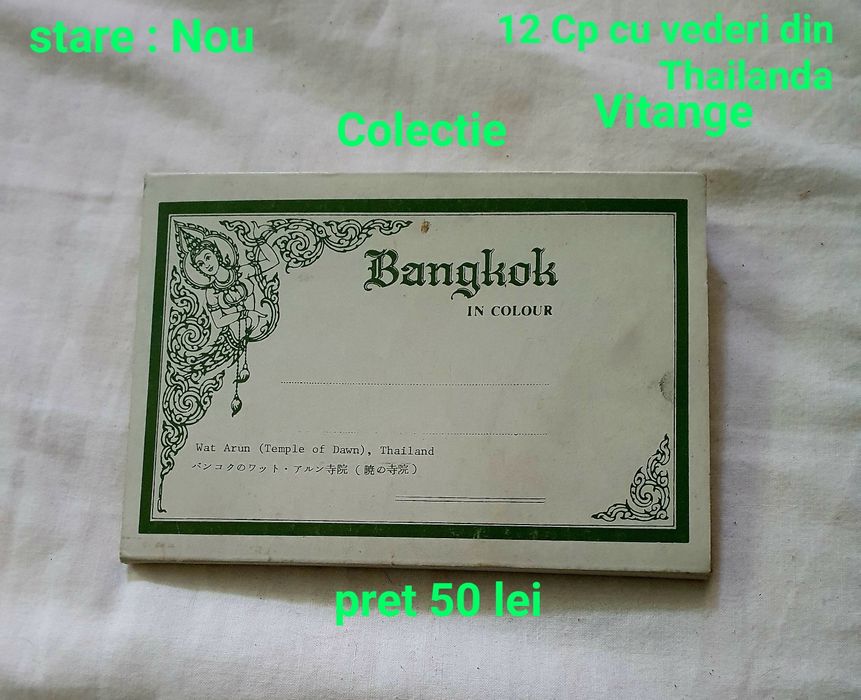 stare : Nou
12 Cp cu vederi din
Thailanda
Vitange
Colectie
Bangkok
IN COLOUR
Wat Arun (Temple of Dawn), Thailand
バンコクのワット・アルン寺院 (暁の寺院)
pret 50 lei